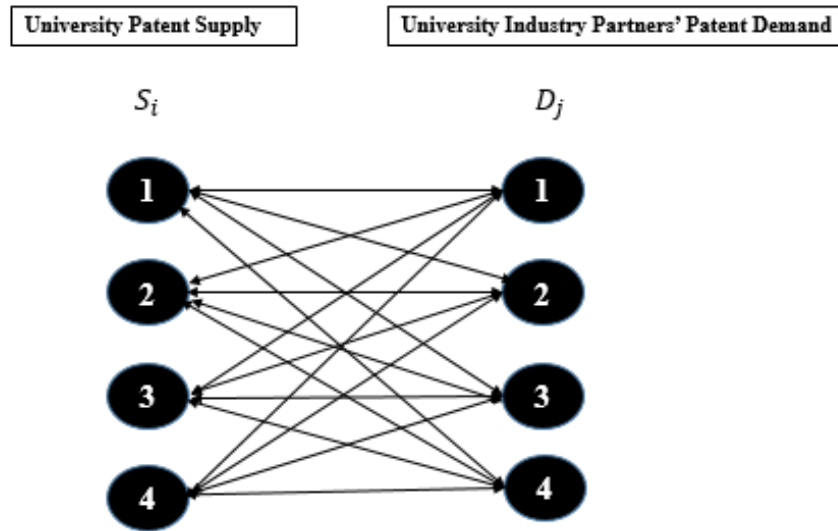 University Patent Supply
University Industry Partners' Patent Demand
S_i
D_j
1
1
2
2
3
3
4
4